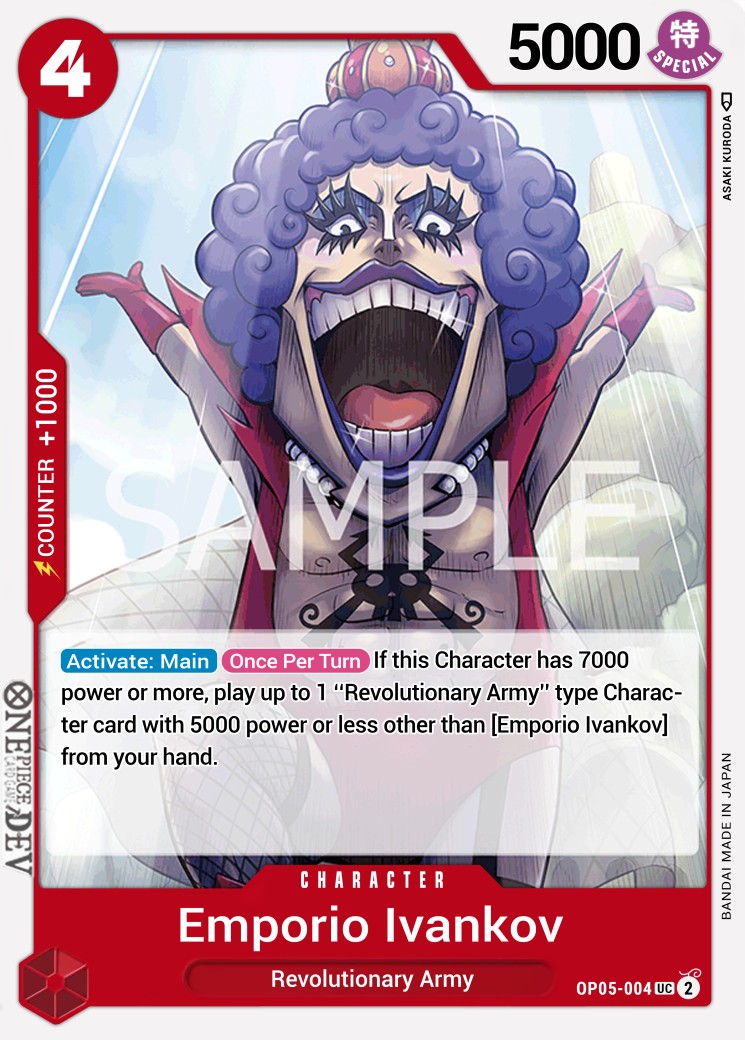 4
5000
特
SPECIAL
ASAKI KURODA
COUNTER +1000
SAMPLE
Activate: Main Once Per Turn If this Character has 7000
power or more, play up to 1 “Revolutionary Army” type Charac-
ter card with 5000 power or less other than [Emporio Ivankov]
from your hand.
ONE PIECE
CARD GAME
.DEV
BANDAI MADE IN JAPAN
CHARACTER
Emporio Ivankov
Revolutionary Army
OP05-004 UC 2